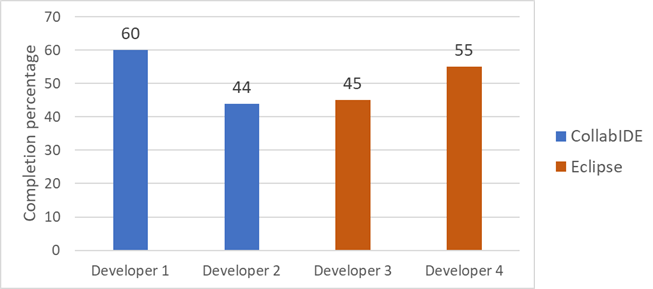 70
60
50
40
30
20
10
0
Completion percentage
60
44
45
55
Developer 1
Developer 2
Developer 3
Developer 4
CollabIDE
Eclipse